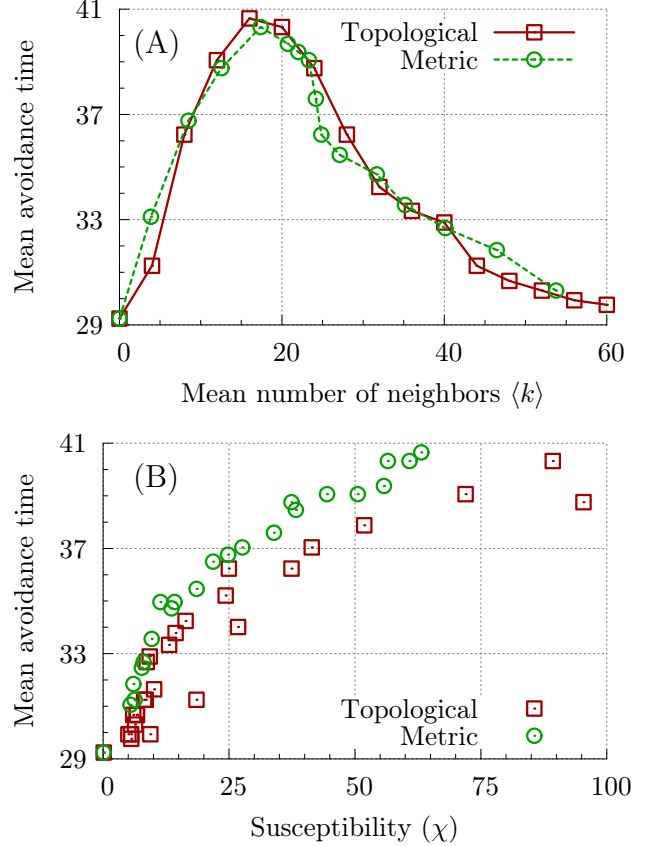 41
37
33
29
Mean avoidance time
(A)
Topological
Metric
0 20 40 60
Mean number of neighbors ⟨k⟩
41
37
33
29
Mean avoidance time
(B)
Topological
Metric
0 25 50 75 100
Susceptibility (χ)